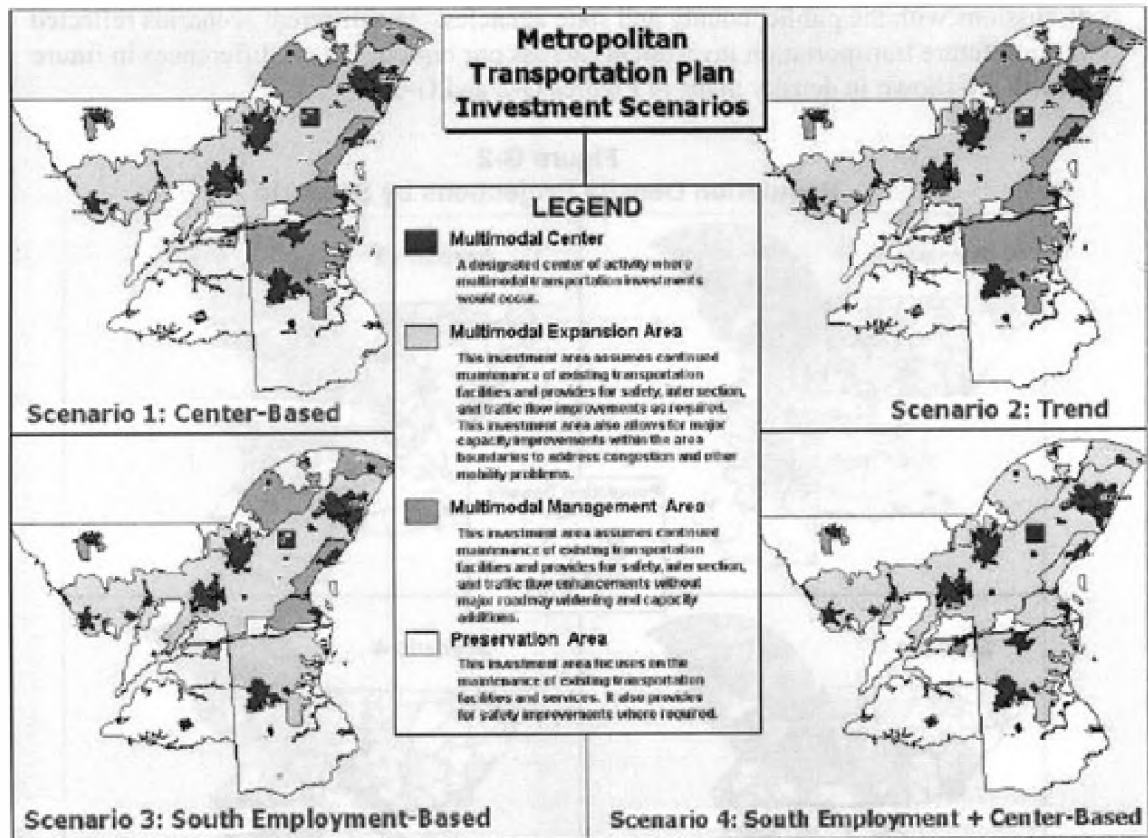 Metropolitan
Transportation Plan
Investment Scenarios
LEGEND
Multimodal Center
A designated center of activity where
multimodal transportation investments
would occur.
Multimodal Expansion Area
This investment area assumes continued
maintenance of existing transportation
facilities and provides for safety, intersection,
and traffic flow improvements as required.
This investment area also allows for major
capacity improvements within the area
boundaries to address congestion and other
mobility problems.
Multimodal Management Area
This investment area assumes continued
maintenance of existing transportation
facilities and provides for safety, intersection,
and traffic flow enhancements without
major roadway widening and capacity
additions.
Preservation Area
This investment area focuses on the
maintenance of existing transportation
facilities and services. It also provides
for safety improvements where required.
Scenario 1: Center-Based
Scenario 2: Trend
Scenario 3: South Employment-Based
Scenario 4: South Employment + Center-Based